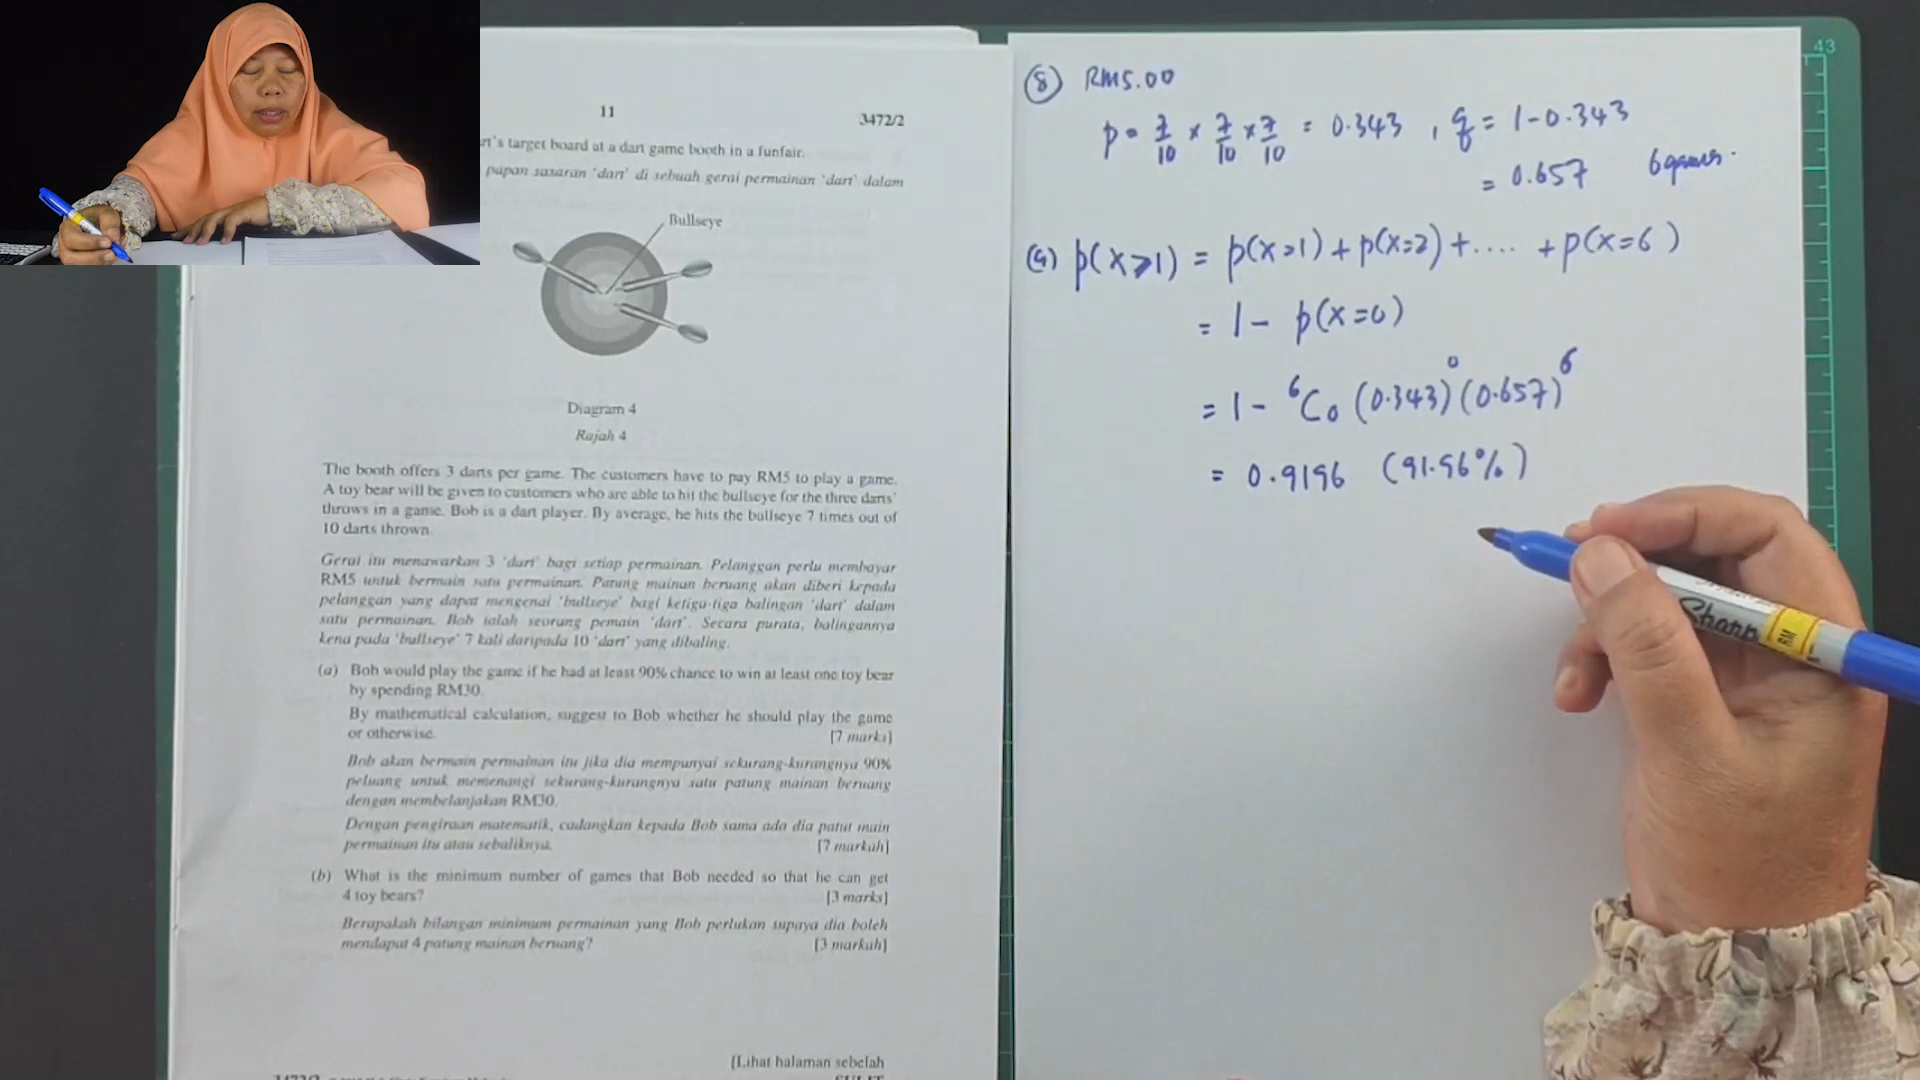 11
3472/2
rt's target board at a dart game booth in a funfair.
papan sasaran 'dart' di sebuah gerai permainan 'dart' dalam
Bullseye
Diagram 4
Rajah 4
The booth offers 3 darts per game. The customers have to pay RM5 to play a game.
A toy bear will be given to customers who are able to hit the bullseye for the three darts'
throws in a game. Bob is a dart player. By average, he hits the bullseye 7 times out of
10 darts thrown.
Gerai itu menawarkan 3 'dart' bagi setiap permainan. Pelanggan perlu membayar
RM5 untuk bermain satu permainan. Patung mainan beruang akan diberi kepada
pelanggan yang dapat mengenai 'bullseye' bagi ketiga-tiga balingan 'dart' dalam
satu permainan. Bob ialah seorang pemain 'dart'. Secara purata, balingannya
kena pada 'bullseye' 7 kali daripada 10 'dart' yang dibaling.
(a) Bob would play the game if he had at least 90% chance to win at least one toy bear
by spending RM30.
By mathematical calculation, suggest to Bob whether he should play the game
or otherwise. [7 marks]
Bob akan bermain permainan itu jika dia mempunyai sekurang-kurangnya 90%
peluang untuk memenangi sekurang-kurangnya satu patung mainan beruang
dengan membelanjakan RM30.
Dengan pengiraan matematik, cadangkan kepada Bob sama ada dia patut main
permainan itu atau sebaliknya. [7 markah]
(b) What is the minimum number of games that Bob needed so that he can get
4 toy bears? [3 marks]
Berapakah bilangan minimum permainan yang Bob perlukan supaya dia boleh
mendapat 4 patung mainan beruang? [3 markah]
[Lihat halaman sebelah
43
8 RM5.00
p = 7/10 × 7/10 × 7/10 = 0.343 , q = 1 - 0.343
= 0.657 6 games.
(a) p(x≥1) = p(x=1) + p(x=2) + .... + p(x=6)
= 1 - p(x=0)
= 1 - ⁶C₀ (0.343)⁰ (0.657)⁶
= 0.9196 (91.96%)
Sharp